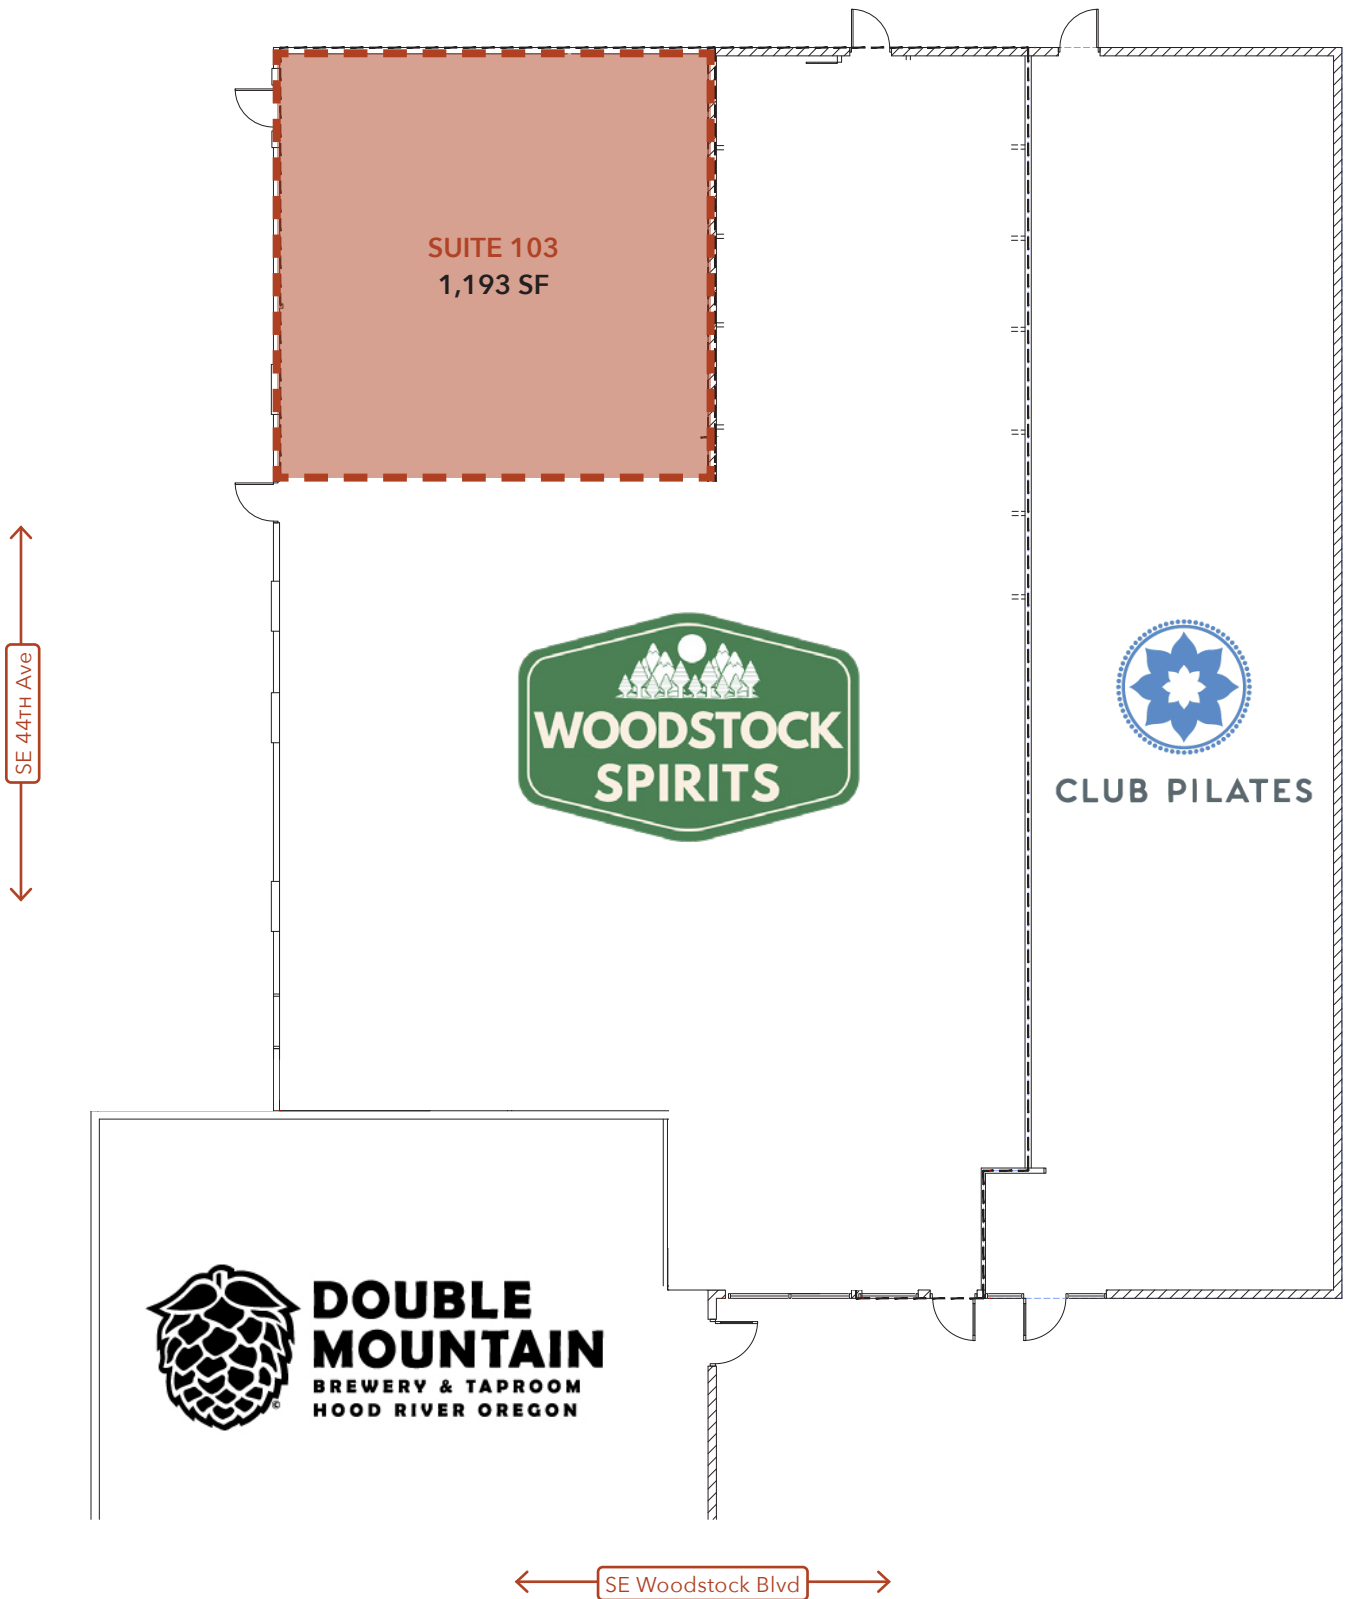 SUITE 103
1,193 SF
SE 44TH Ave
WOODSTOCK
SPIRITS
CLUB PILATES
DOUBLE
MOUNTAIN
BREWERY & TAPROOM
HOOD RIVER OREGON
©
SE Woodstock Blvd